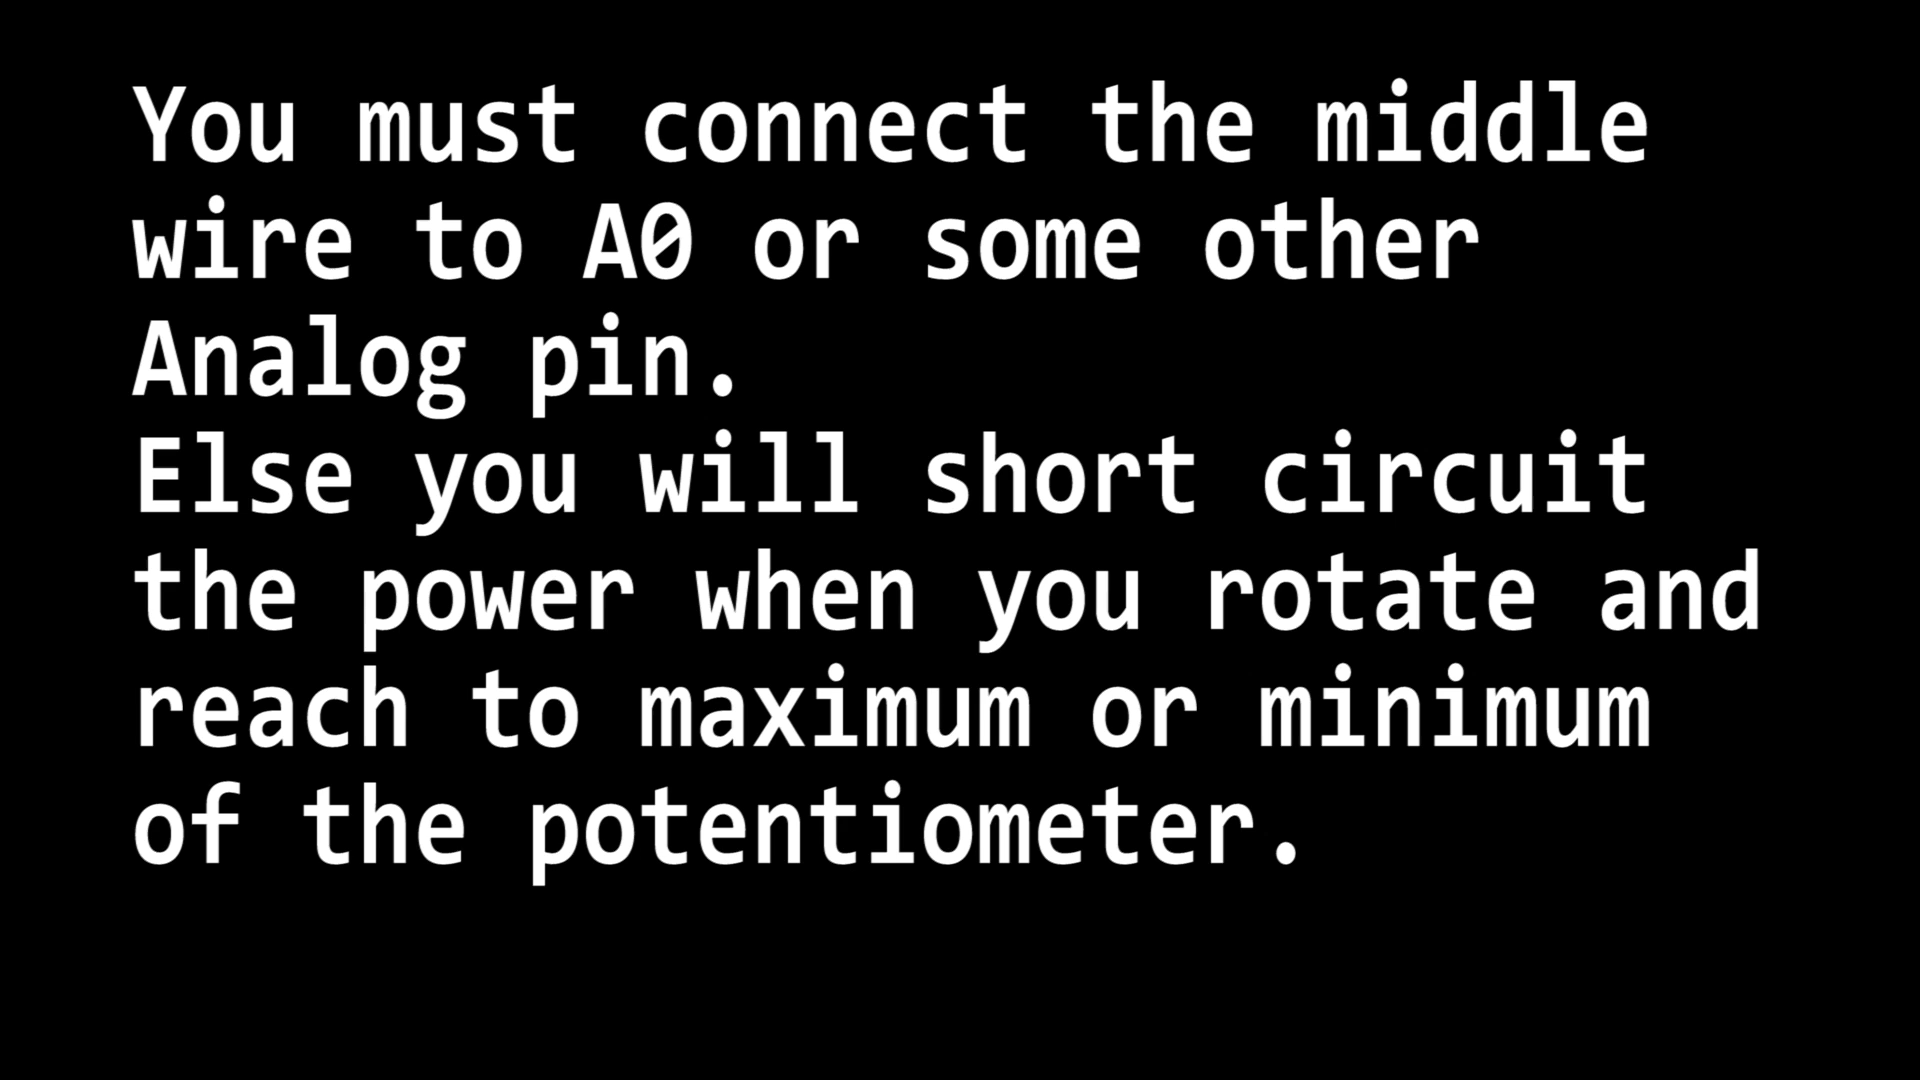 You must connect the middle
wire to A0 or some other
Analog pin.
Else you will short circuit
the power when you rotate and
reach to maximum or minimum
of the potentiometer.